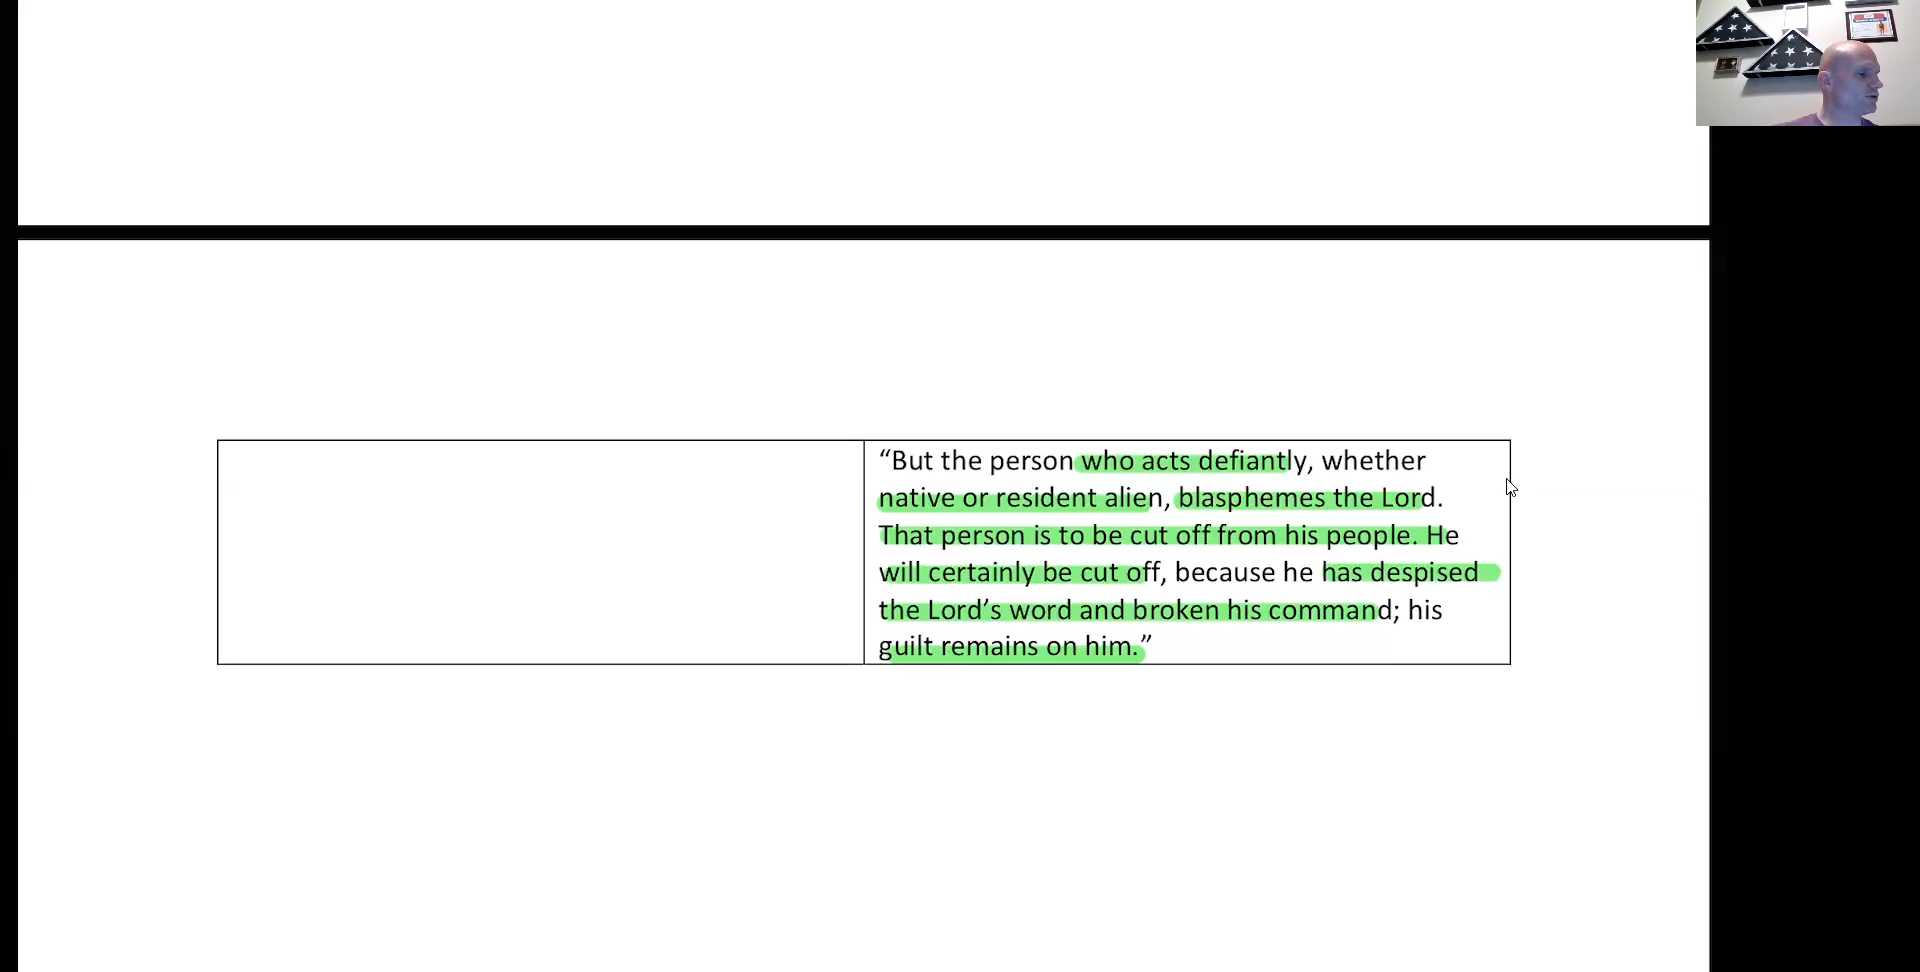 “But the person who acts defiantly, whether
native or resident alien, blasphemes the Lord.
That person is to be cut off from his people. He
will certainly be cut off, because he has despised
the Lord’s word and broken his command; his
guilt remains on him.”